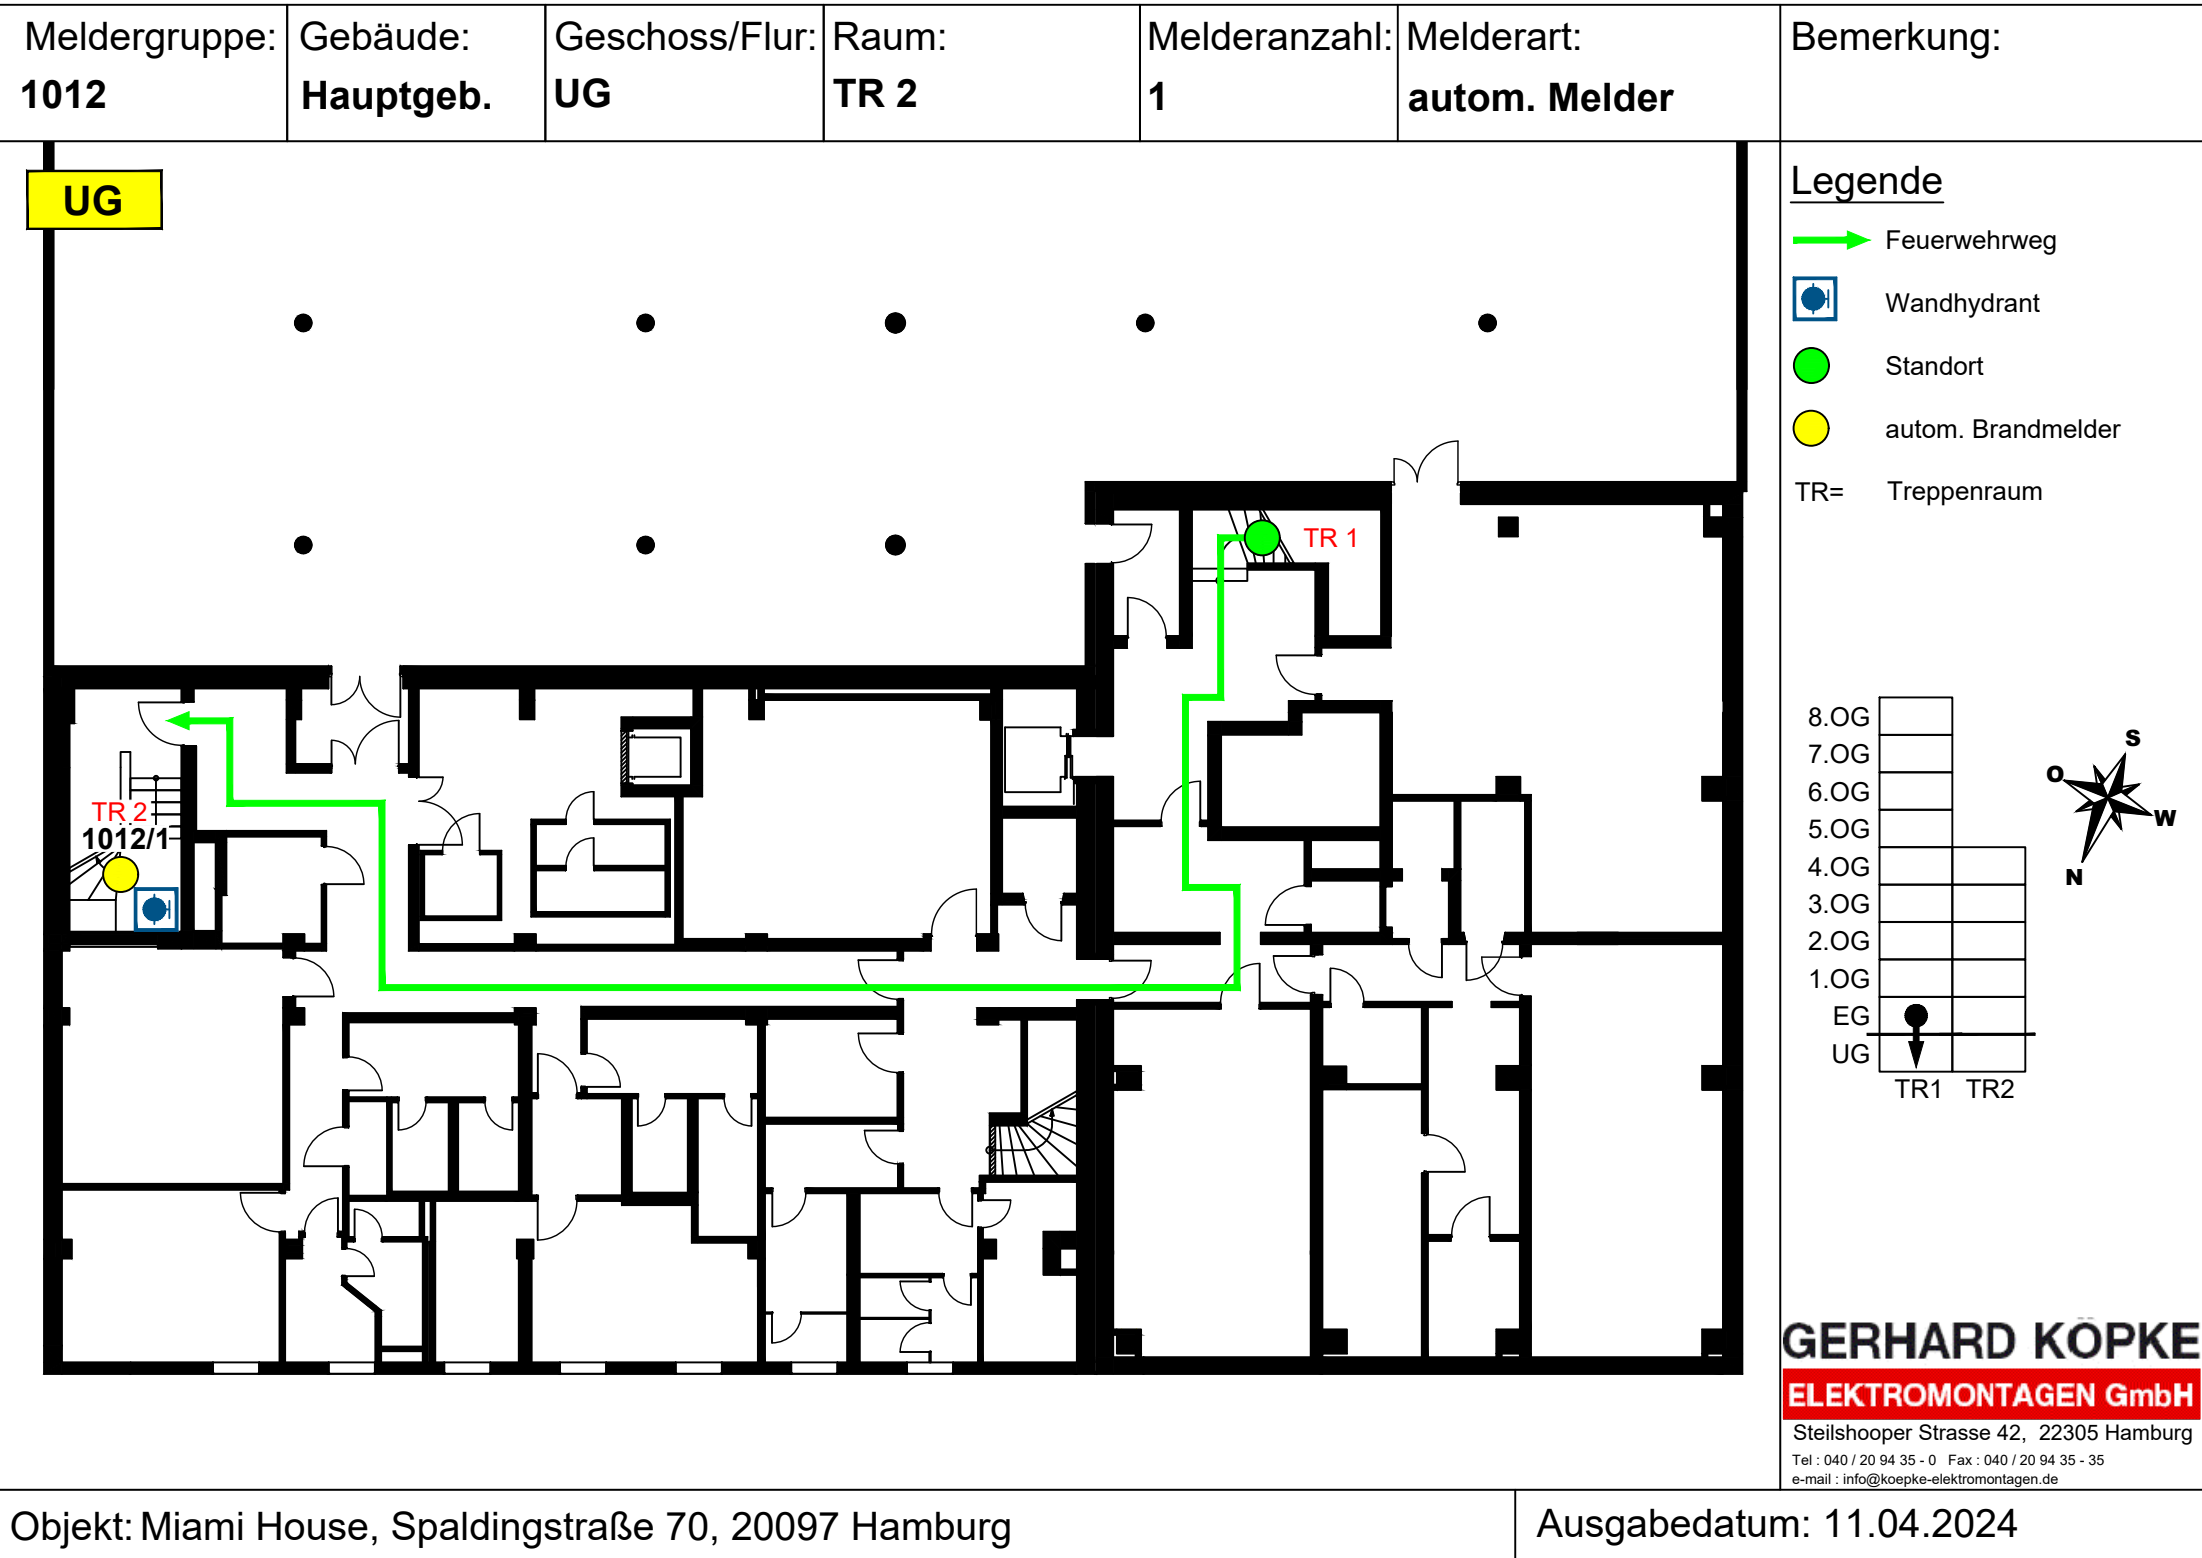 Meldergruppe: Gebäude: Geschoss/Flur: Raum: Melderanzahl: Melderart: Bemerkung:
1012 Hauptgeb. UG TR 2 1 autom. Melder
UG
Legende
Feuerwehrweg
Wandhydrant
Standort
autom. Brandmelder
TR= Treppenraum
TR 1
TR 2
1012/1
8.OG
7.OG
6.OG
5.OG
4.OG
3.OG
2.OG
1.OG
EG
UG
TR1 TR2
S
O
W
N
GERHARD KÖPKE
ELEKTROMONTAGEN GmbH
Steilshooper Strasse 42, 22305 Hamburg
Tel : 040 / 20 94 35 - 0 Fax : 040 / 20 94 35 - 35
e-mail : info@koepke-elektromontagen.de
Objekt: Miami House, Spaldingstraße 70, 20097 Hamburg
Ausgabedatum: 11.04.2024